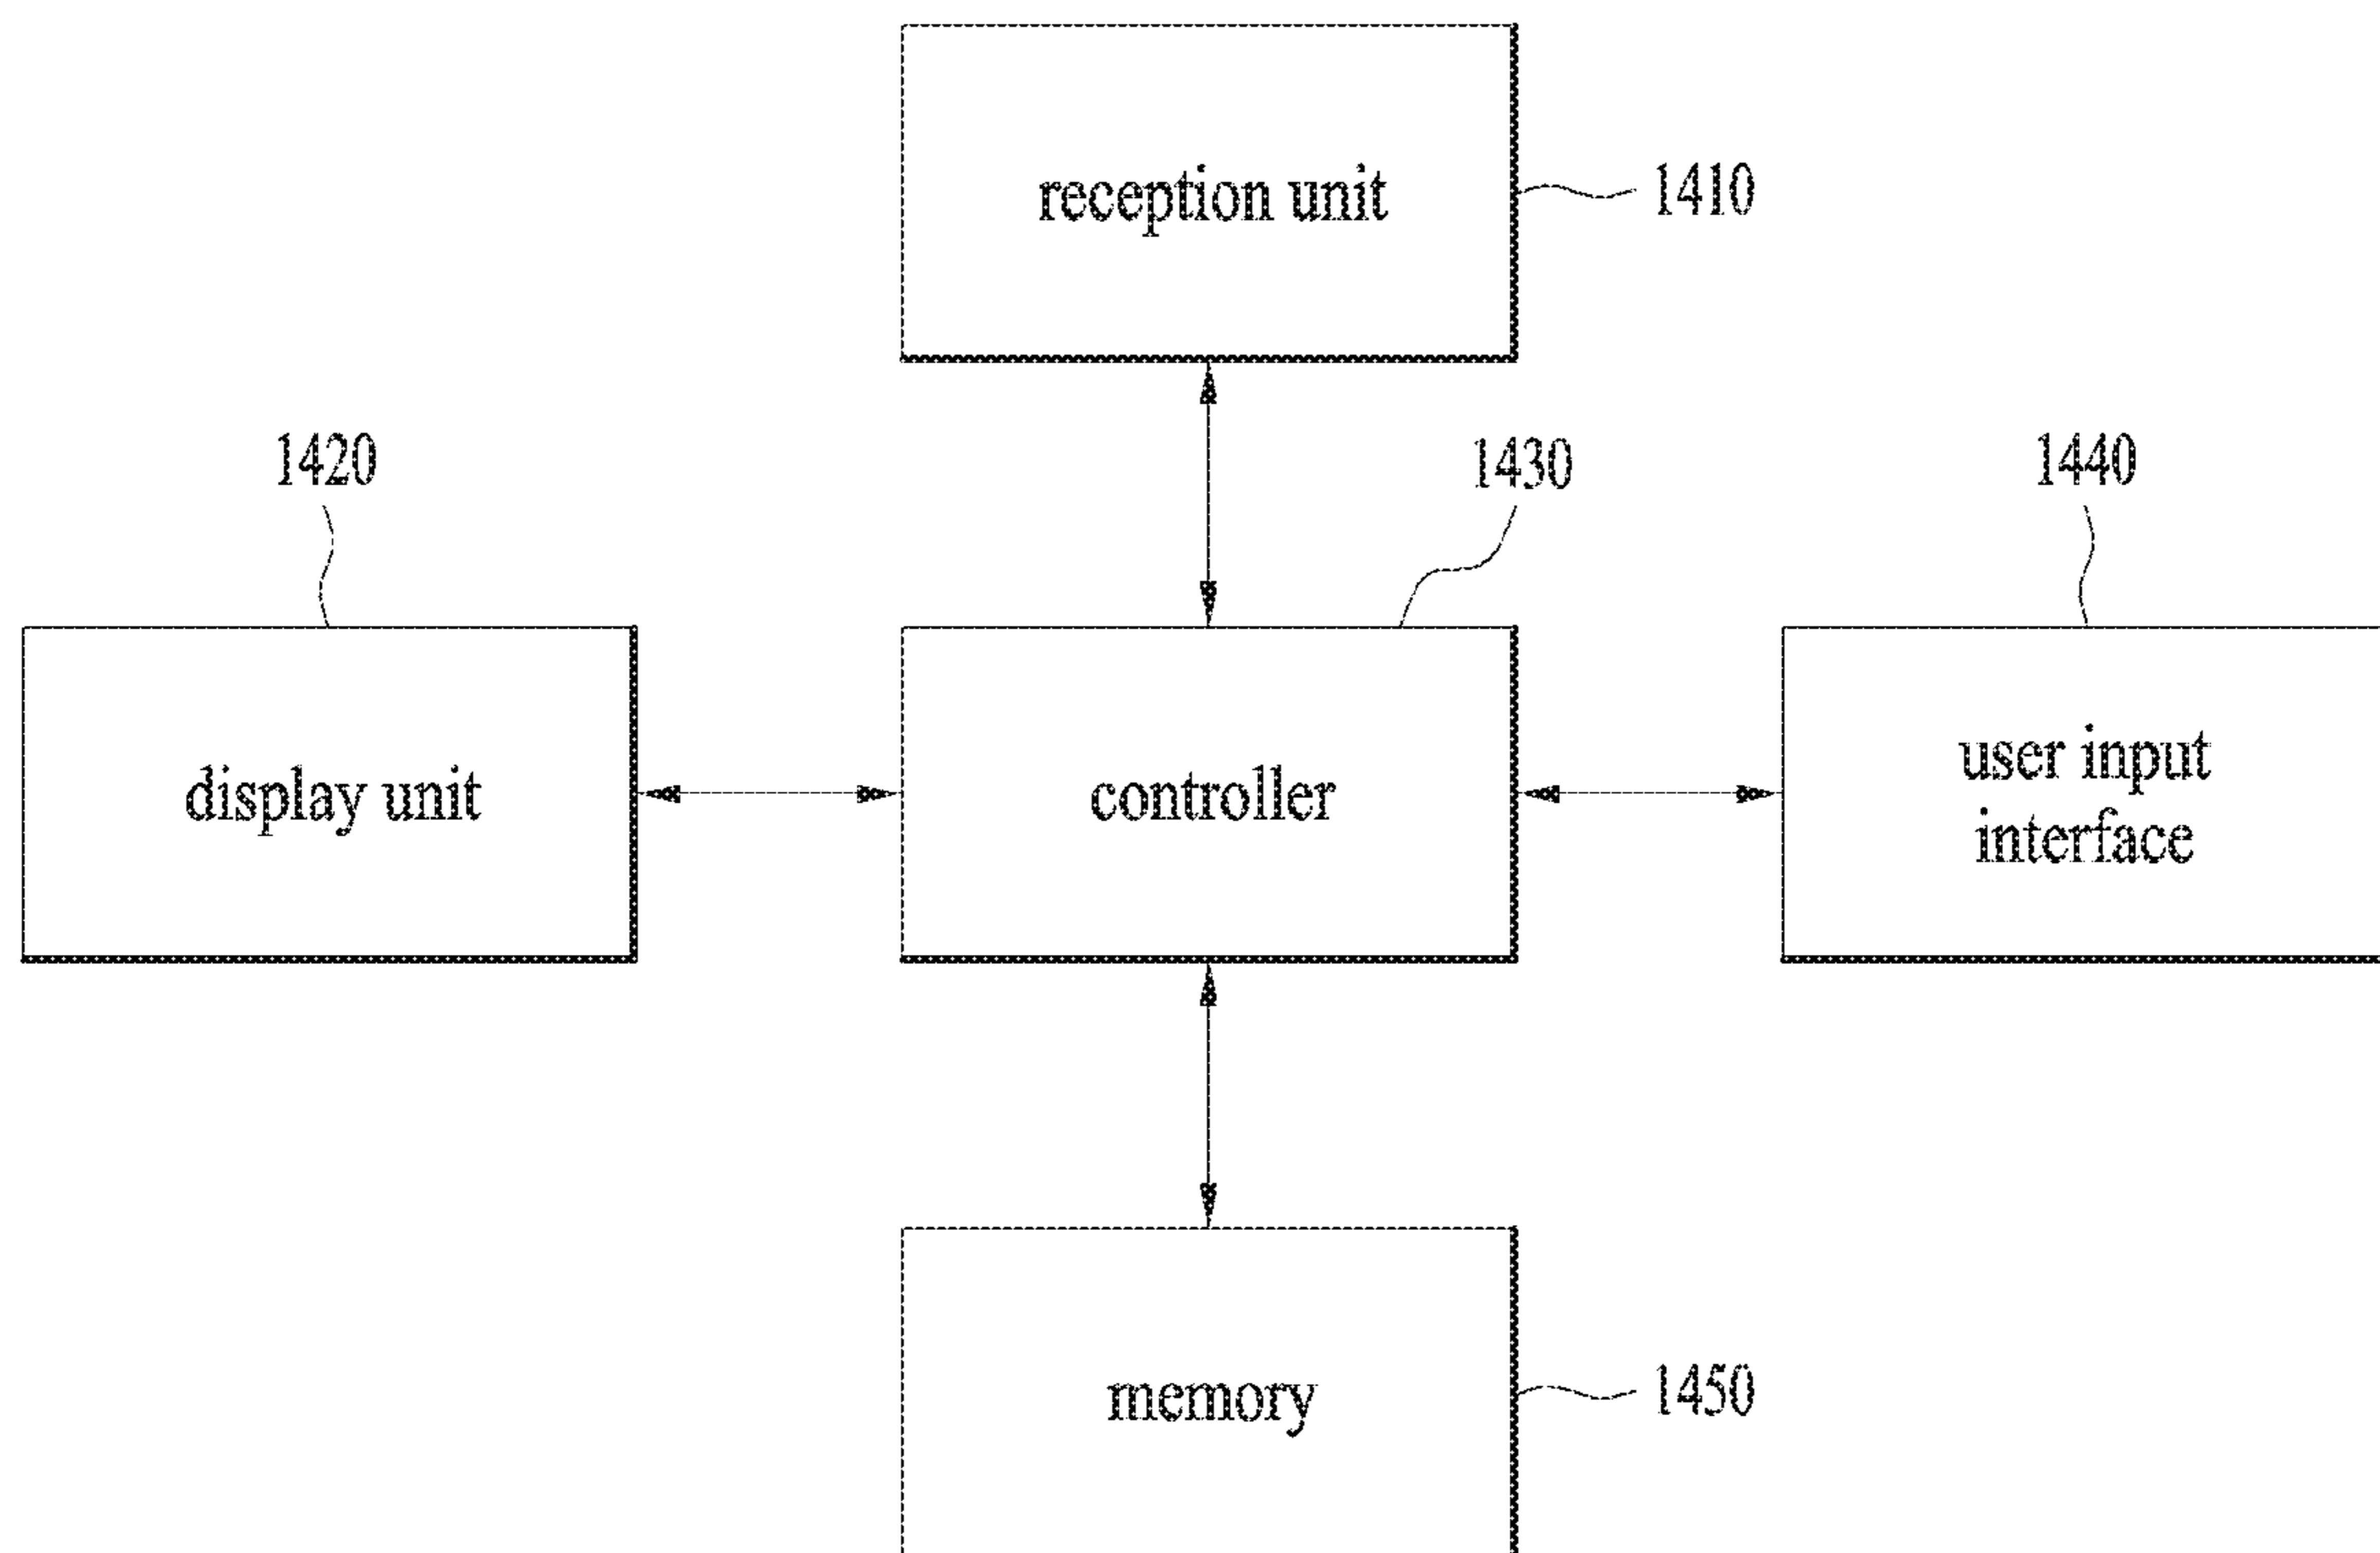 reception unit
1410
1420
1430
1440
display unit
controller
user input
interface
memory
1450